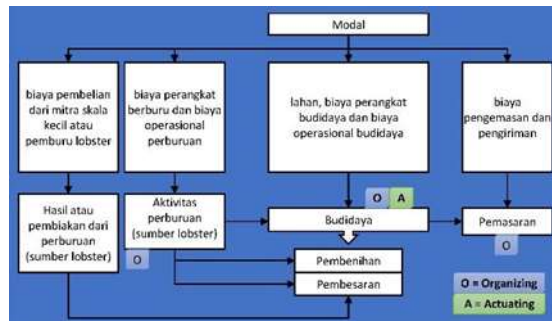 Modal
biaya pembelian
dari mitra skala
kecil atau
pemburu lobster
biaya perangkat
berburu dan biaya
operasional
perburuan
lahan, biaya perangkat
budidaya dan biaya
operasional budidaya
biaya
pengemasan dan
pengiriman
Hasil atau
pembiakan dari
perburuan
(sumber lobster)
Aktivitas
perburuan
(sumber lobster)
O
O A
Budidaya
Pemasaran
O
Pembenihan
Pembesaran
O = Organizing
A = Actuating